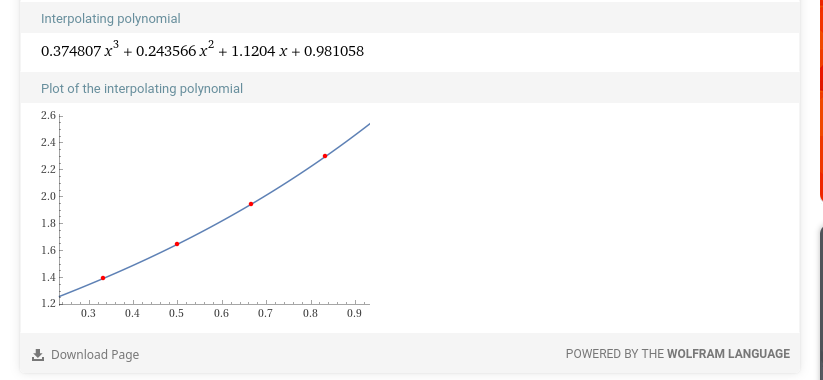 Interpolating polynomial
0.374807 x³ + 0.243566 x² + 1.1204 x + 0.981058
Plot of the interpolating polynomial
2.6
2.4
2.2
2.0
1.8
1.6
1.4
1.2
0.3 0.4 0.5 0.6 0.7 0.8 0.9
Download Page
POWERED BY THE WOLFRAM LANGUAGE